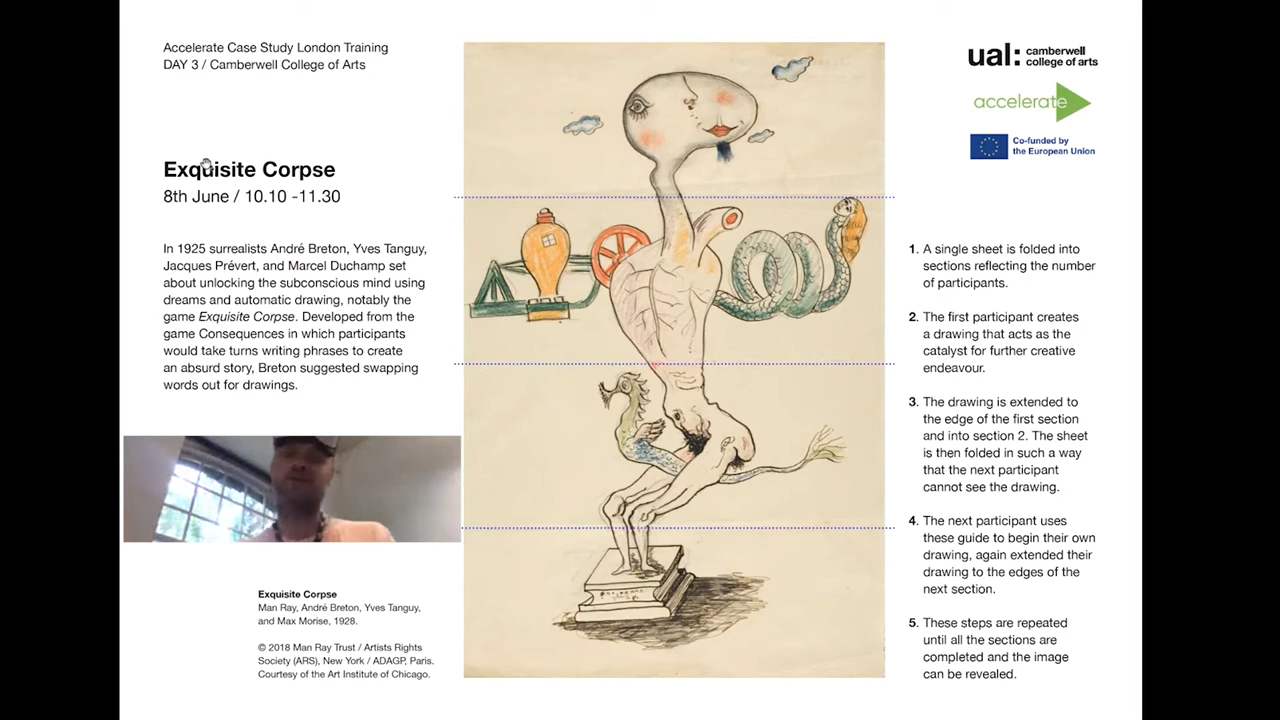 Accelerate Case Study London Training
DAY 3 / Camberwell College of Arts
Exquisite Corpse
8th June / 10.10 -11.30
In 1925 surrealists André Breton, Yves Tanguy,
Jacques Prévert, and Marcel Duchamp set
about unlocking the subconscious mind using
dreams and automatic drawing, notably the
game Exquisite Corpse. Developed from the
game Consequences in which participants
would take turns writing phrases to create
an absurd story, Breton suggested swapping
words out for drawings.
Exquisite Corpse
Man Ray, André Breton, Yves Tanguy,
and Max Morise, 1928.
© 2018 Man Ray Trust / Artists Rights
Society (ARS), New York / ADAGP, Paris.
Courtesy of the Art Institute of Chicago.
ual: camberwell
college of arts
accelerate
Co-funded by
the European Union
1. A single sheet is folded into
sections reflecting the number
of participants.
2. The first participant creates
a drawing that acts as the
catalyst for further creative
endeavour.
3. The drawing is extended to
the edge of the first section
and into section 2. The sheet
is then folded in such a way
that the next participant
cannot see the drawing.
4. The next participant uses
these guide to begin their own
drawing, again extended their
drawing to the edges of the
next section.
5. These steps are repeated
until all the sections are
completed and the image
can be revealed.